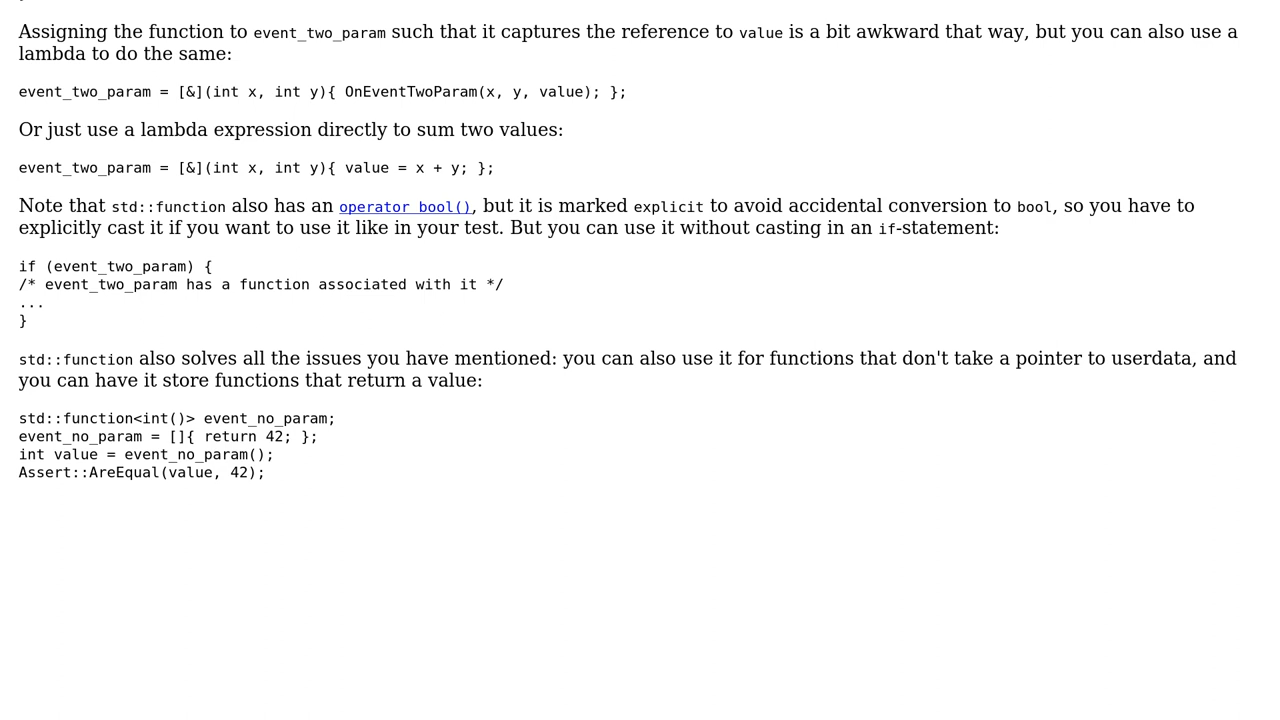 Assigning the function to event_two_param such that it captures the reference to value is a bit awkward that way, but you can also use a
lambda to do the same:
event_two_param = [&](int x, int y){ OnEventTwoParam(x, y, value); };
Or just use a lambda expression directly to sum two values:
event_two_param = [&](int x, int y){ value = x + y; };
Note that std::function also has an operator bool(), but it is marked explicit to avoid accidental conversion to bool, so you have to
explicitly cast it if you want to use it like in your test. But you can use it without casting in an if-statement:
if (event_two_param) {
/* event_two_param has a function associated with it */
...
}
std::function also solves all the issues you have mentioned: you can also use it for functions that don't take a pointer to userdata, and
you can have it store functions that return a value:
std::function<int()> event_no_param;
event_no_param = []{ return 42; };
int value = event_no_param();
Assert::AreEqual(value, 42);